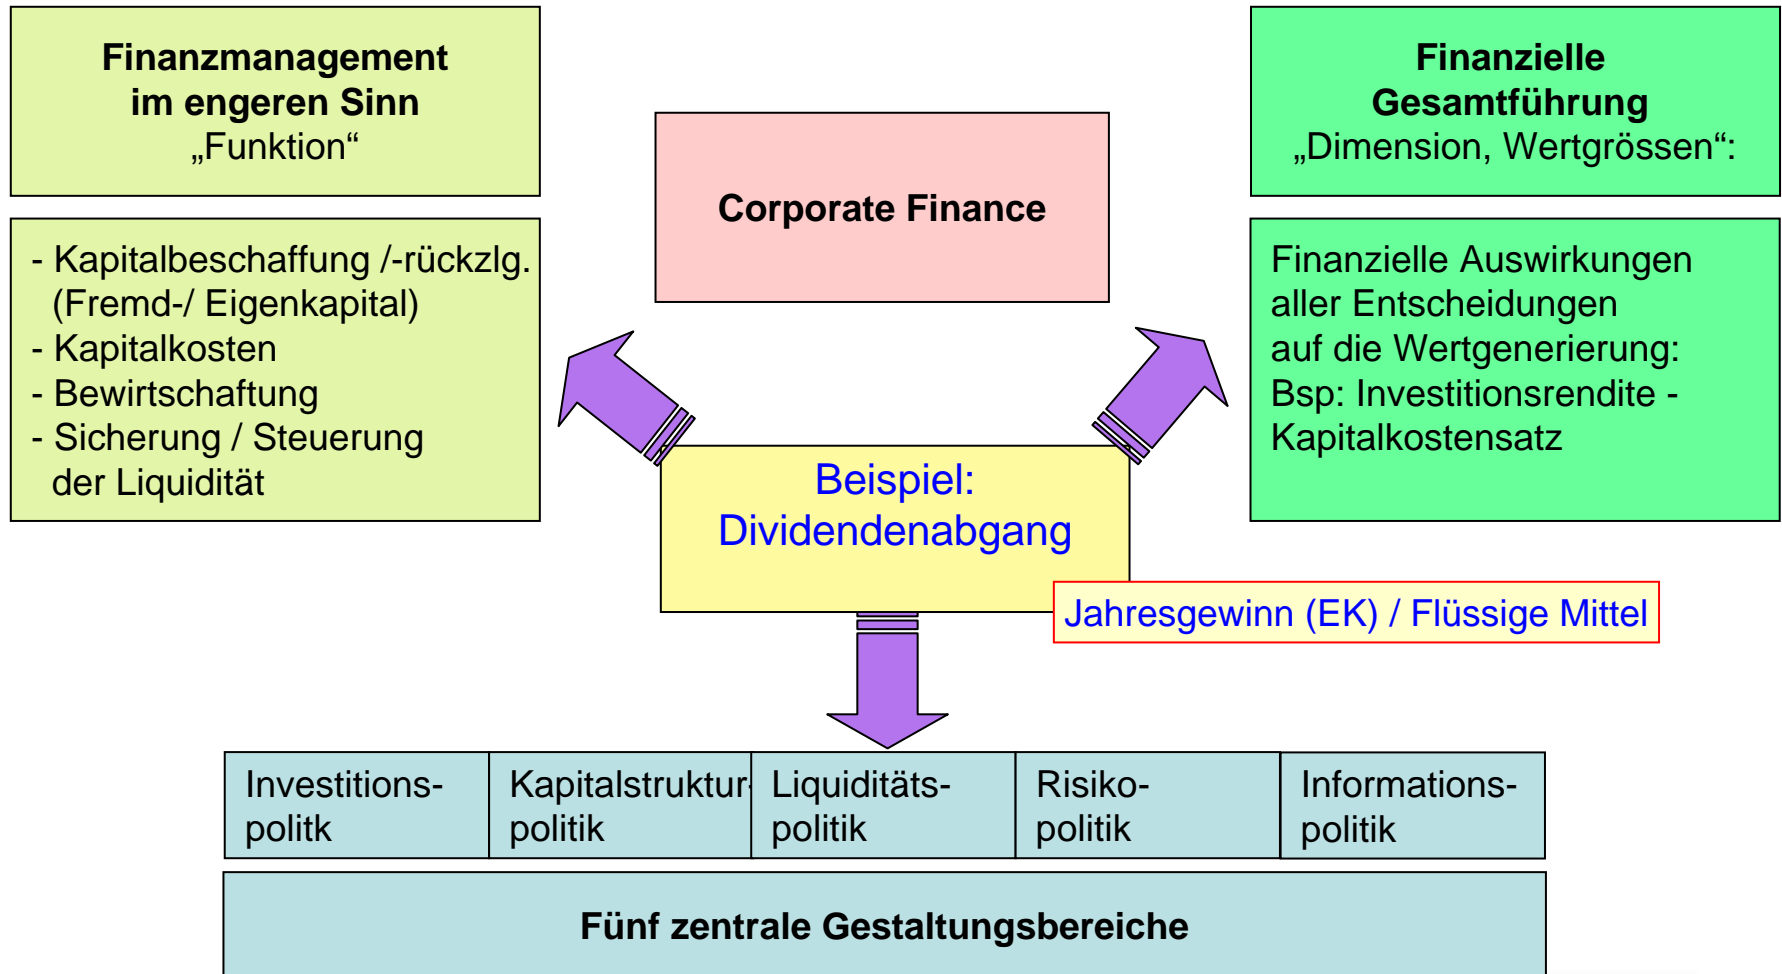 Finanzmanagement
im engeren Sinn
„Funktion“
- Kapitalbeschaffung /-rückzlg.
(Fremd-/ Eigenkapital)
- Kapitalkosten
- Bewirtschaftung
- Sicherung / Steuerung
der Liquidität
Corporate Finance
Finanzielle
Gesamtführung
„Dimension, Wertgrössen“:
Finanzielle Auswirkungen
aller Entscheidungen
auf die Wertgenerierung:
Bsp: Investitionsrendite -
Kapitalkostensatz
Beispiel:
Dividendenabgang
Jahresgewinn (EK) / Flüssige Mittel
Investitions-
politk
Kapitalstruktur-
politik
Liquiditäts-
politik
Risiko-
politik
Informations-
politik
Fünf zentrale Gestaltungsbereiche